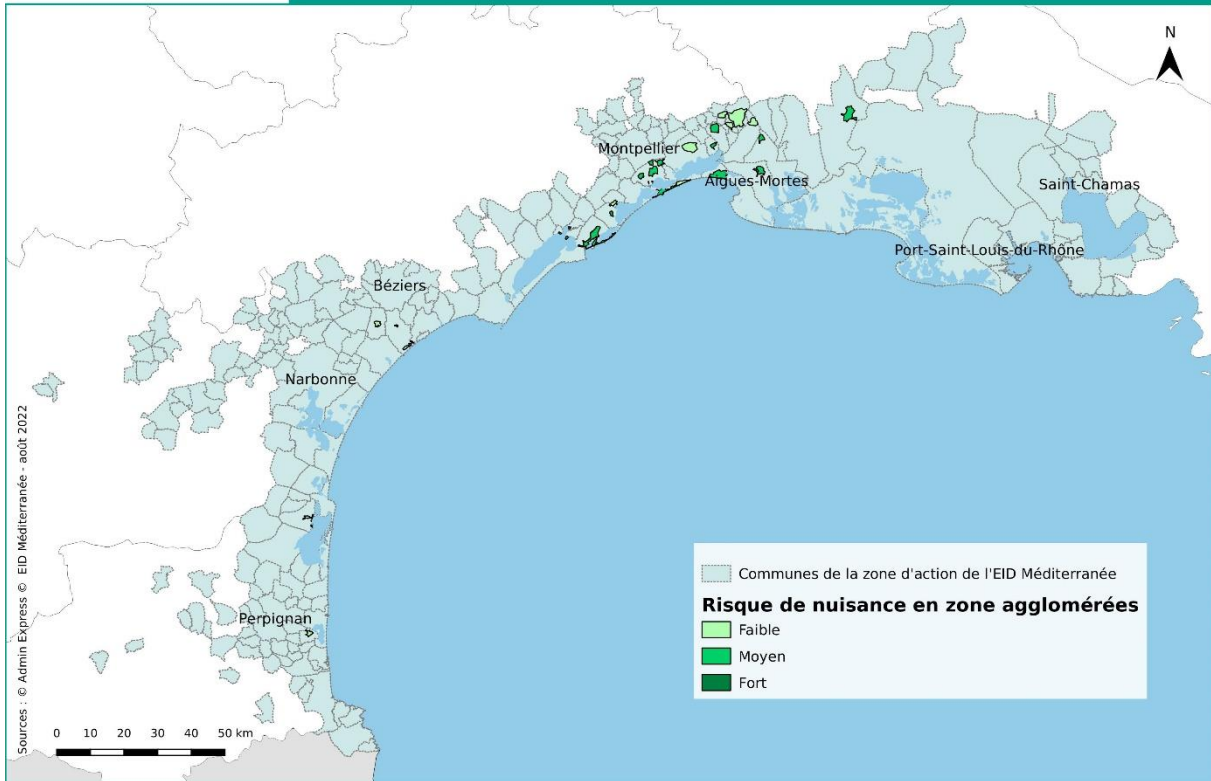 N
Montpellier
Aigues-Mortes
Saint-Chamas
Port-Saint-Louis-du-Rhône
Béziers
Narbonne
Perpignan
Communes de la zone d'action de l'EID Méditerranée
Risque de nuisance en zone agglomérées
Faible
Moyen
Fort
0 10 20 30 40 50 km
Sources : © Admin Express © EID Méditerranée - août 2022